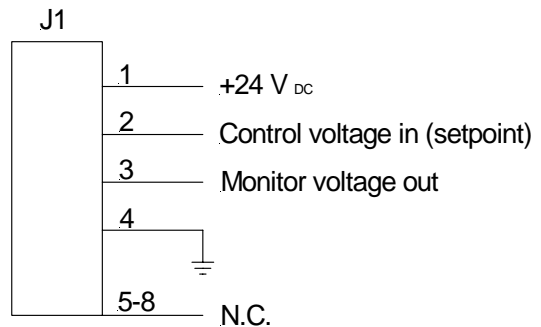 J1
1 +24 V DC
2 Control voltage in (setpoint)
3 Monitor voltage out
4
5-8 N.C.